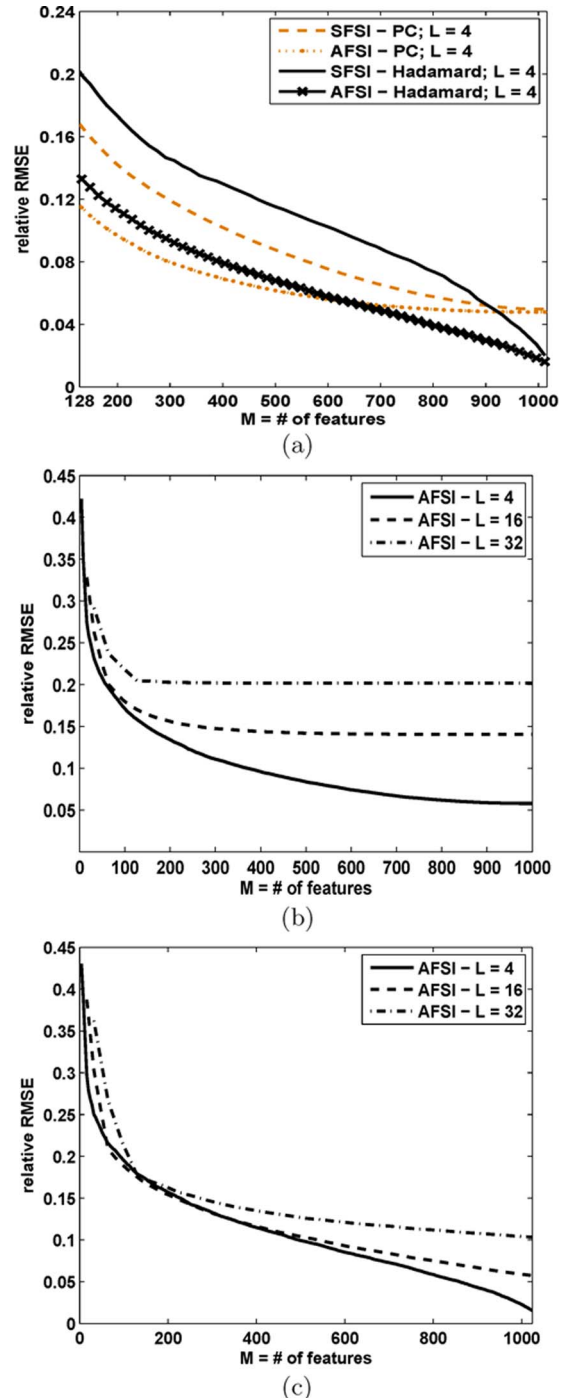 0.24
0.2
0.16
0.12
0.08
0.04
0
relative RMSE
SFSI – PC; L = 4
AFSI – PC; L = 4
SFSI – Hadamard; L = 4
AFSI – Hadamard; L = 4
128 200 300 400 500 600 700 800 900 1000
M = # of features
(a)
0.45
0.4
0.35
0.3
0.25
0.2
0.15
0.1
0.05
relative RMSE
AFSI – L = 4
AFSI – L = 16
AFSI – L = 32
0 100 200 300 400 500 600 700 800 900 1000
M = # of features
(b)
0.45
0.4
0.35
0.3
0.25
0.2
0.15
0.1
0.05
0
relative RMSE
AFSI – L = 4
AFSI – L = 16
AFSI – L = 32
0 200 400 600 800 1000
M = # of features
(c)